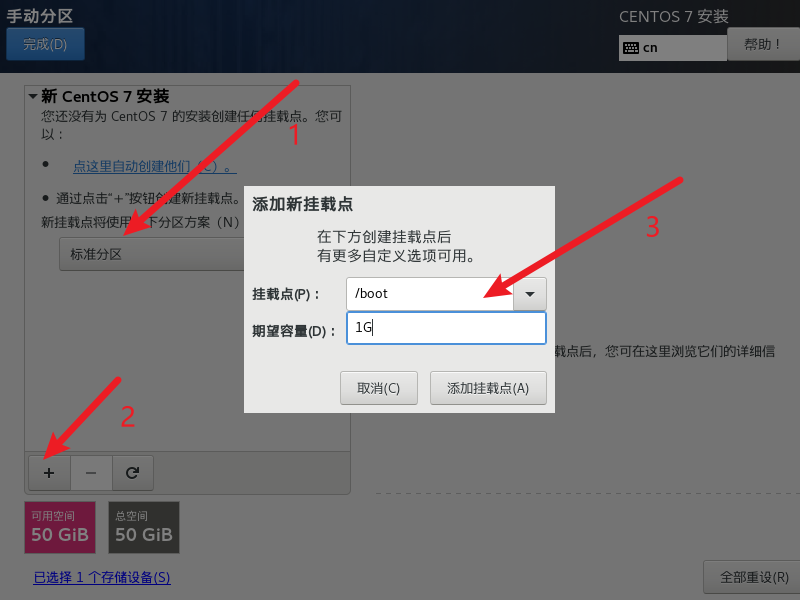 手动分区
CENTOS 7 安装
完成(D)
cn
帮助！
新 CentOS 7 安装
您还没有为 CentOS 7 的安装创建任何挂载点。您可
以：
1
点这里自动创建他们（C）。
通过点击“+”按钮创建新挂载点。
新挂载点将使用以下分区方案（N）
标准分区
添加新挂载点
在下方创建挂载点后
有更多自定义选项可用。
3
挂载点(P)：
/boot
期望容量(D)：
1G
载点后，您可在这里浏览它们的详细信
取消(C)
添加挂载点(A)
2
+
−
可用空间
50 GiB
总空间
50 GiB
已选择 1 个存储设备(S)
全部重设(R)